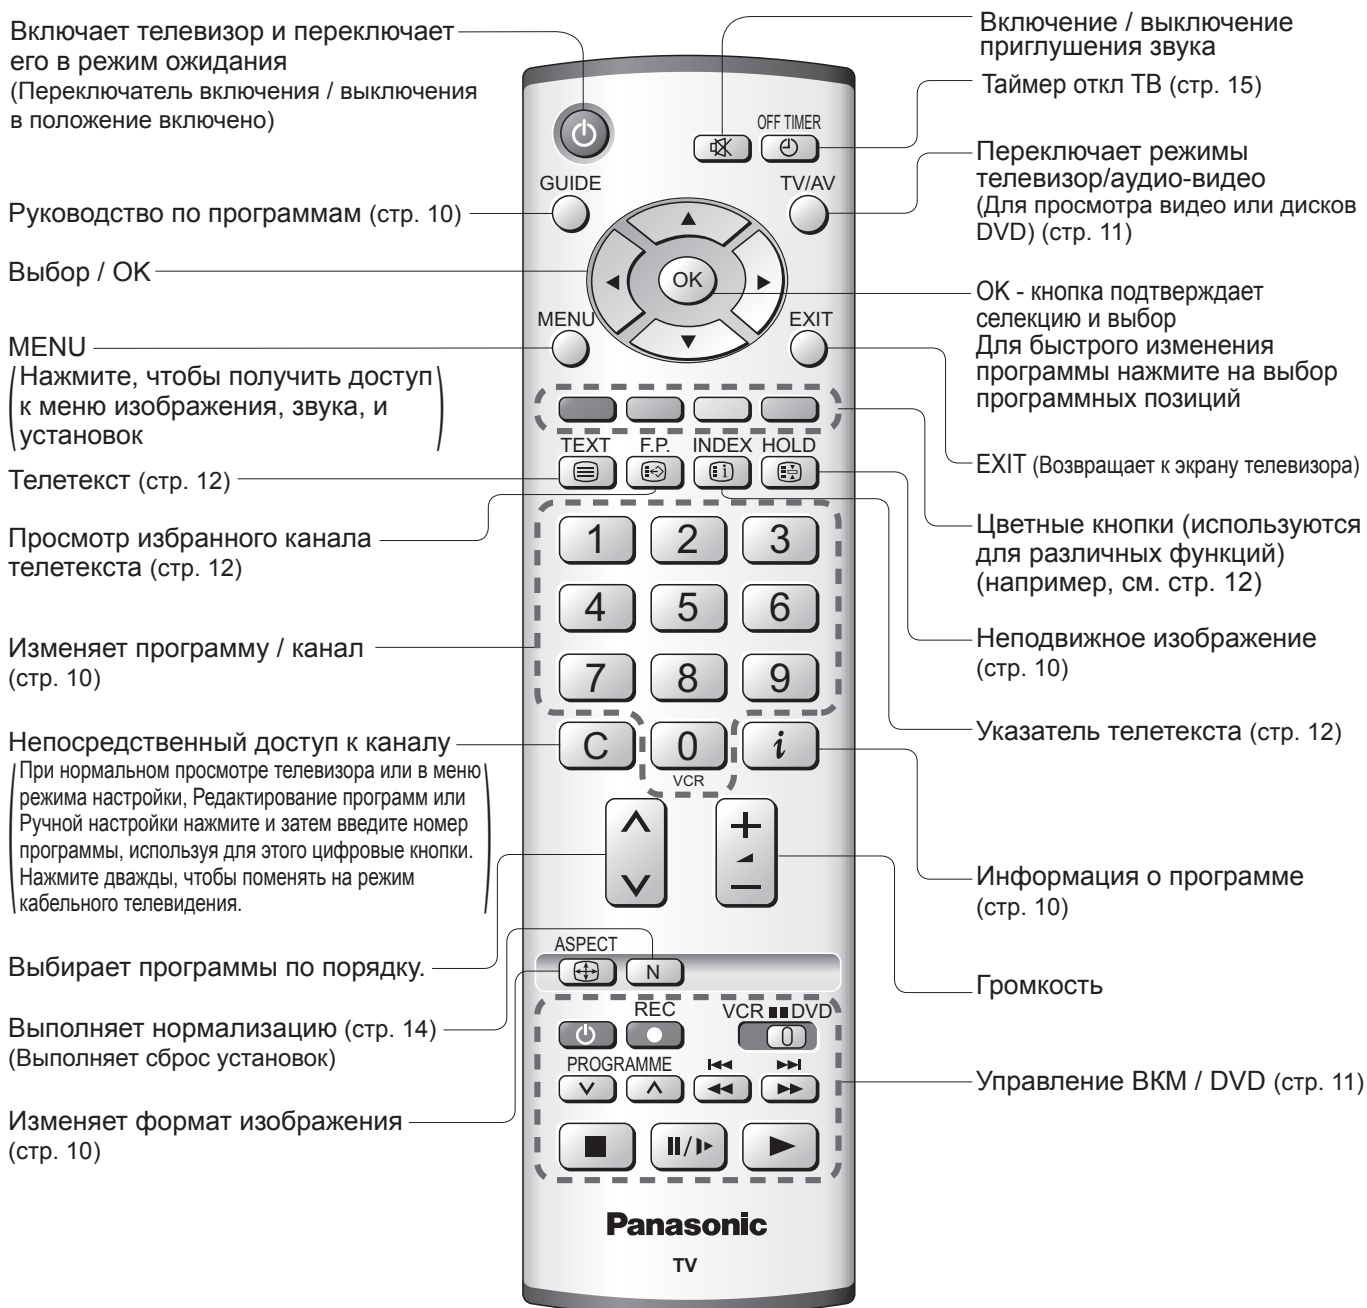 Включает телевизор и переключает
его в режим ожидания
(Переключатель включения / выключения
в положение включено)
Руководство по программам (стр. 10)
Выбор / OK
MENU
Нажмите, чтобы получить доступ
к меню изображения, звука, и
установок
Телетекст (стр. 12)
Просмотр избранного канала
телетекста (стр. 12)
Изменяет программу / канал
(стр. 10)
Непосредственный доступ к каналу
При нормальном просмотре телевизора или в меню
режима настройки, Редактирование программ или
Ручной настройки нажмите и затем введите номер
программы, используя для этого цифровые кнопки.
Нажмите дважды, чтобы поменять на режим
кабельного телевидения.
Выбирает программы по порядку.
Выполняет нормализацию (стр. 14)
(Выполняет сброс установок)
Изменяет формат изображения
(стр. 10)
OFF TIMER
GUIDE TV/AV
OK
MENU EXIT
TEXT F.P. INDEX HOLD
1 2 3
4 5 6
7 8 9
C 0 i
VCR
+
−
ASPECT
N
REC VCR DVD
PROGRAMME
Panasonic
TV
Включение / выключение
приглушения звука
Таймер откл ТВ (стр. 15)
Переключает режимы
телевизор/аудио-видео
(Для просмотра видео или дисков
DVD) (стр. 11)
OK - кнопка подтверждает
селекцию и выбор
Для быстрого изменения
программы нажмите на выбор
программных позиций
EXIT (Возвращает к экрану телевизора)
Цветные кнопки (используются
для различных функций)
(например, см. стр. 12)
Неподвижное изображение
(стр. 10)
Указатель телетекста (стр. 12)
Информация о программе
(стр. 10)
Громкость
Управление ВКМ / DVD (стр. 11)